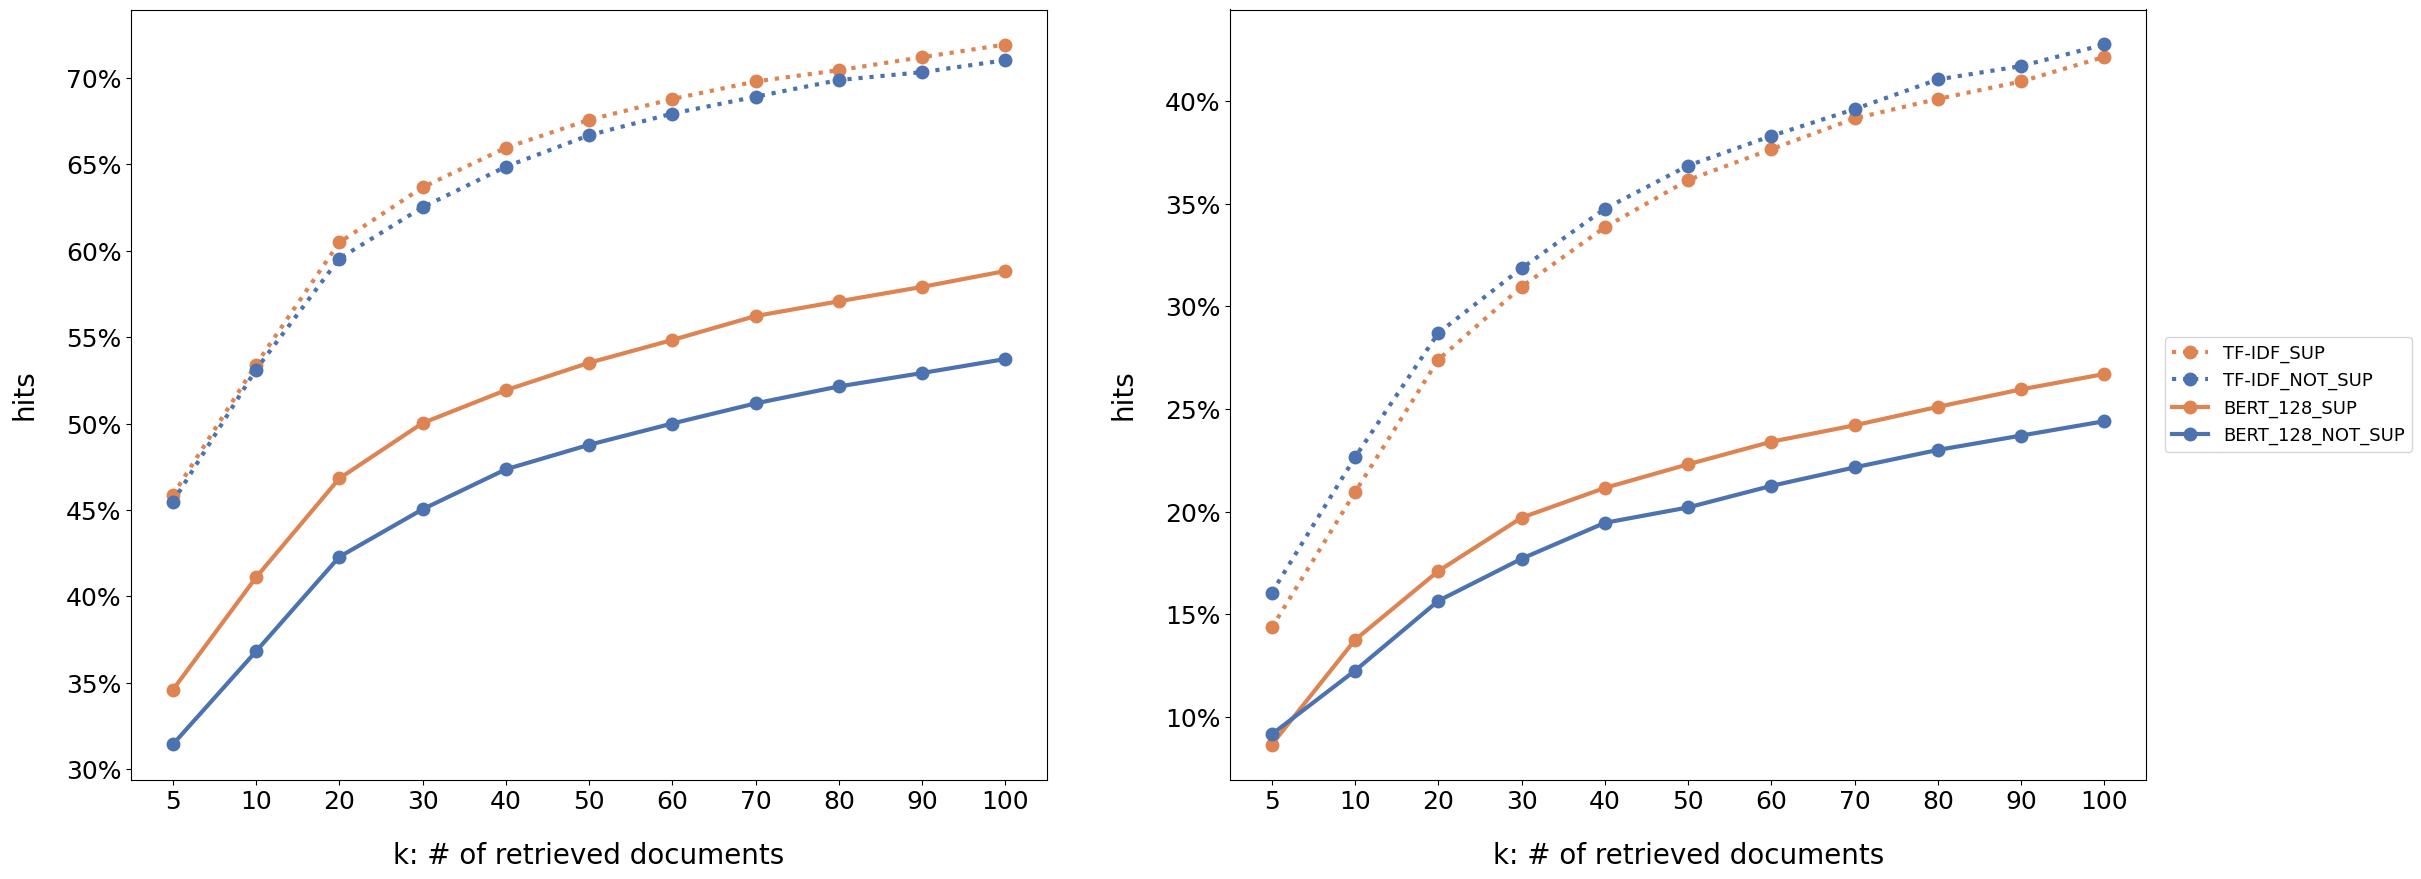 70%
65%
60%
55%
50%
45%
40%
35%
30%
hits
5 10 20 30 40 50 60 70 80 90 100
k: # of retrieved documents
40%
35%
30%
25%
20%
15%
10%
hits
5 10 20 30 40 50 60 70 80 90 100
k: # of retrieved documents
TF-IDF_SUP
TF-IDF_NOT_SUP
BERT_128_SUP
BERT_128_NOT_SUP